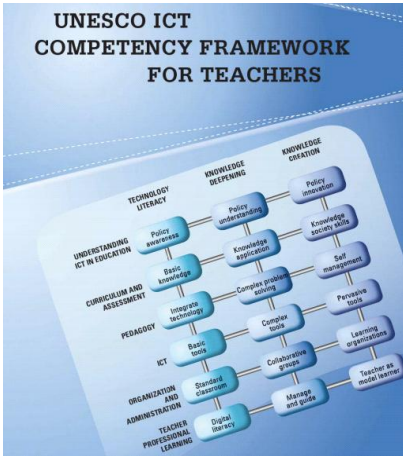 UNESCO ICT
COMPETENCY FRAMEWORK
FOR TEACHERS
TECHNOLOGY
LITERACY
KNOWLEDGE
DEEPENING
KNOWLEDGE
CREATION
UNDERSTANDING
ICT IN EDUCATION
Policy
awareness
Policy
understanding
Policy
innovation
CURRICULUM AND
ASSESSMENT
Basic
knowledge
Knowledge
application
Knowledge
society skills
PEDAGOGY
Integrate
technology
Complex problem
solving
Self
management
ICT
Basic
tools
Complex
tools
Pervasive
tools
ORGANIZATION
AND
ADMINISTRATION
Standard
classroom
Collaborative
groups
Learning
organizations
TEACHER
PROFESSIONAL
LEARNING
Digital
literacy
Manage
and guide
Teacher as
model learner